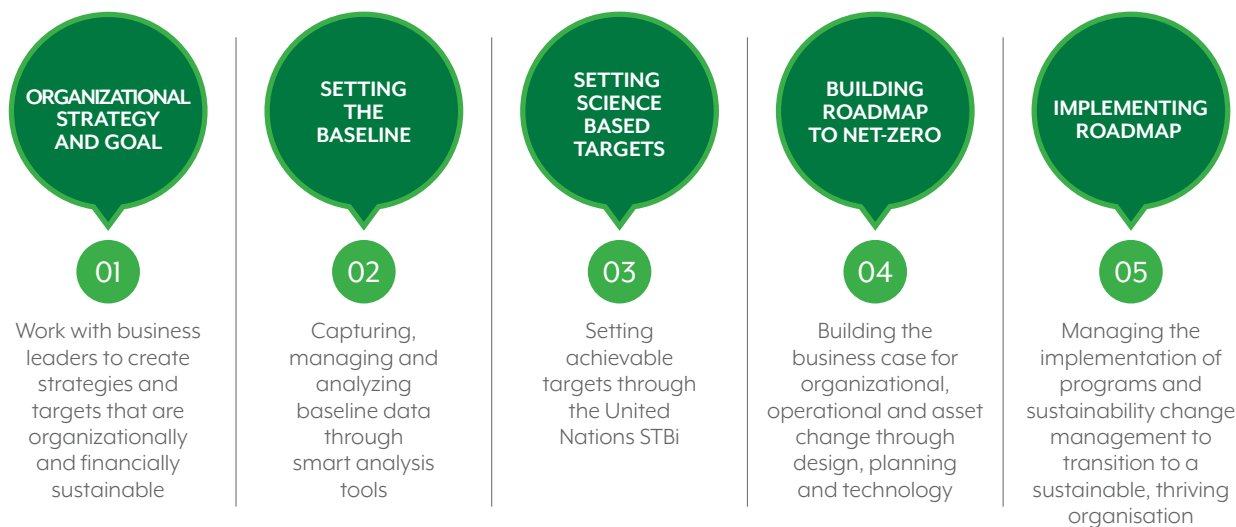 ORGANIZATIONAL
STRATEGY
AND GOAL
01
Work with business
leaders to create
strategies and
targets that are
organizationally
and financially
sustainable
SETTING
THE
BASELINE
02
Capturing,
managing and
analyzing
baseline data
through
smart analysis
tools
SETTING
SCIENCE
BASED
TARGETS
03
Setting
achievable
targets through
the United
Nations STBi
BUILDING
ROADMAP
TO NET-ZERO
04
Building the
business case for
organizational,
operational and asset
change through
design, planning
and technology
IMPLEMENTING
ROADMAP
05
Managing the
implementation of
programs and
sustainability change
management to
transition to a
sustainable, thriving
organisation